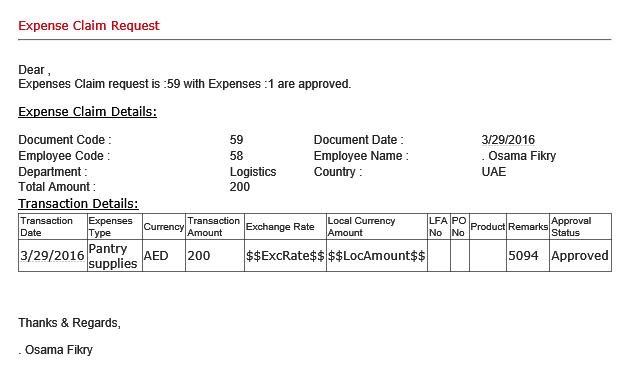 Expense Claim Request
Dear ,
Expenses Claim request is :59 with Expenses :1 are approved.
Expense Claim Details:
Document Code : 59 Document Date : 3/29/2016
Employee Code : 58 Employee Name : . Osama Fikry
Department : Logistics Country : UAE
Total Amount : 200
Transaction Details:
Transaction Date Expenses Type Currency Transaction Amount Exchange Rate Local Currency Amount LFA No PO No Product Remarks Approval Status
3/29/2016 Pantry supplies AED 200 $$ExcRate$$ $$LocAmount$$ 5094 Approved
Thanks & Regards,
. Osama Fikry